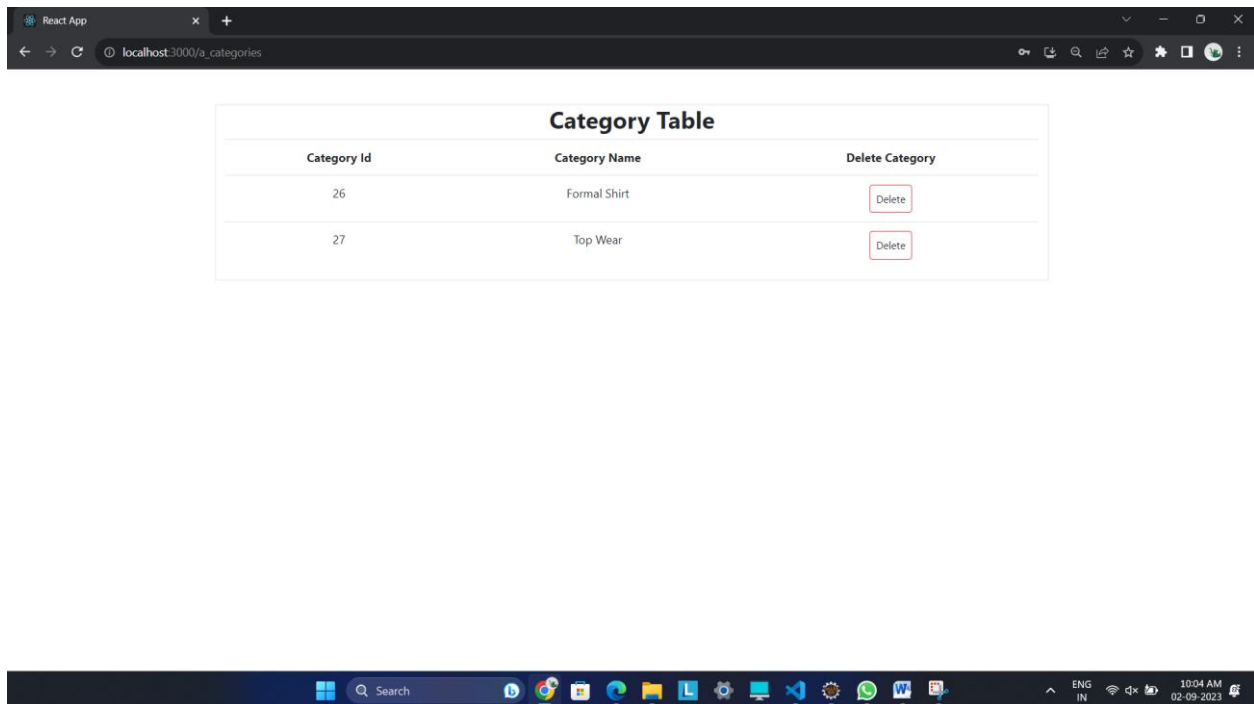 React App
localhost:3000/a_categories
Category Table
Category Id Category Name Delete Category
26 Formal Shirt Delete
27 Top Wear Delete
Search
ENG
IN
10:04 AM
02-09-2023